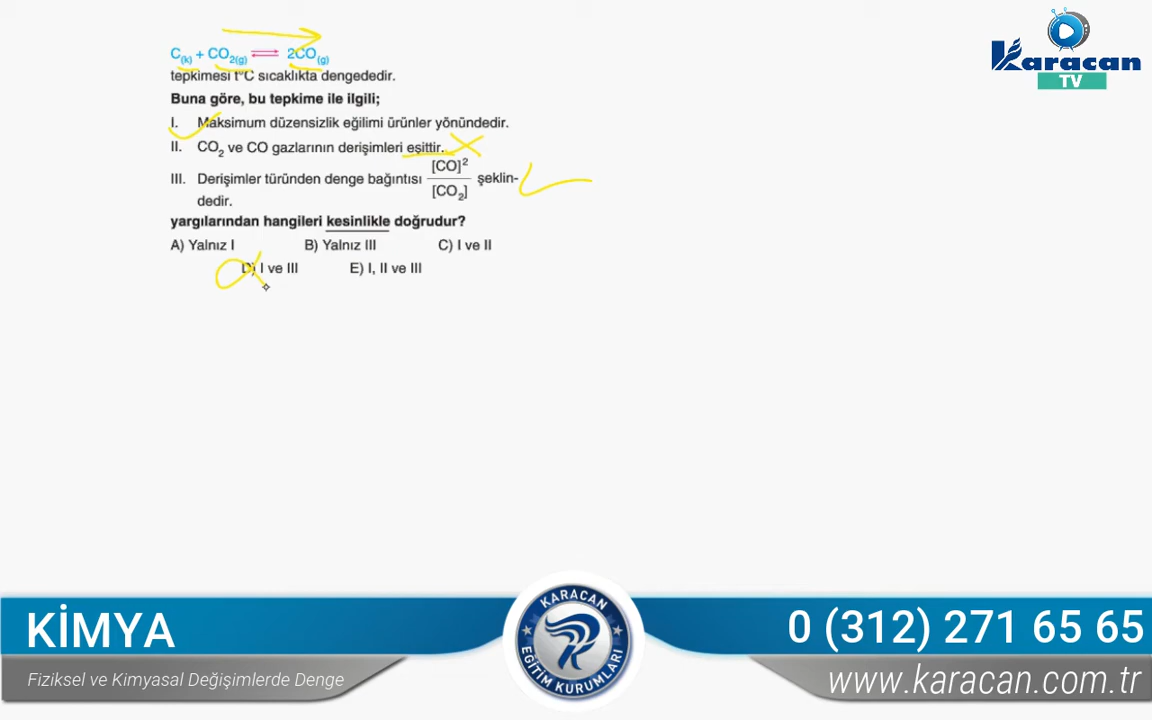 Karacan
TV
C(k) + CO2(g) ⇌ 2CO(g)
tepkimesi t°C sıcaklıkta dengededir.
Buna göre, bu tepkime ile ilgili;
I. Maksimum düzensizlik eğilimi ürünler yönündedir.
II. CO2 ve CO gazlarının derişimleri eşittir.
III. Derişimler türünden denge bağıntısı [CO]²/[CO2] şeklin-
dedir.
yargılarından hangileri kesinlikle doğrudur?
A) Yalnız I B) Yalnız III C) I ve II
D) I ve III E) I, II ve III
KİMYA
Fiziksel ve Kimyasal Değişimlerde Denge
KARACAN
EĞİTİM KURUMLARI
0 (312) 271 65 65
www.karacan.com.tr